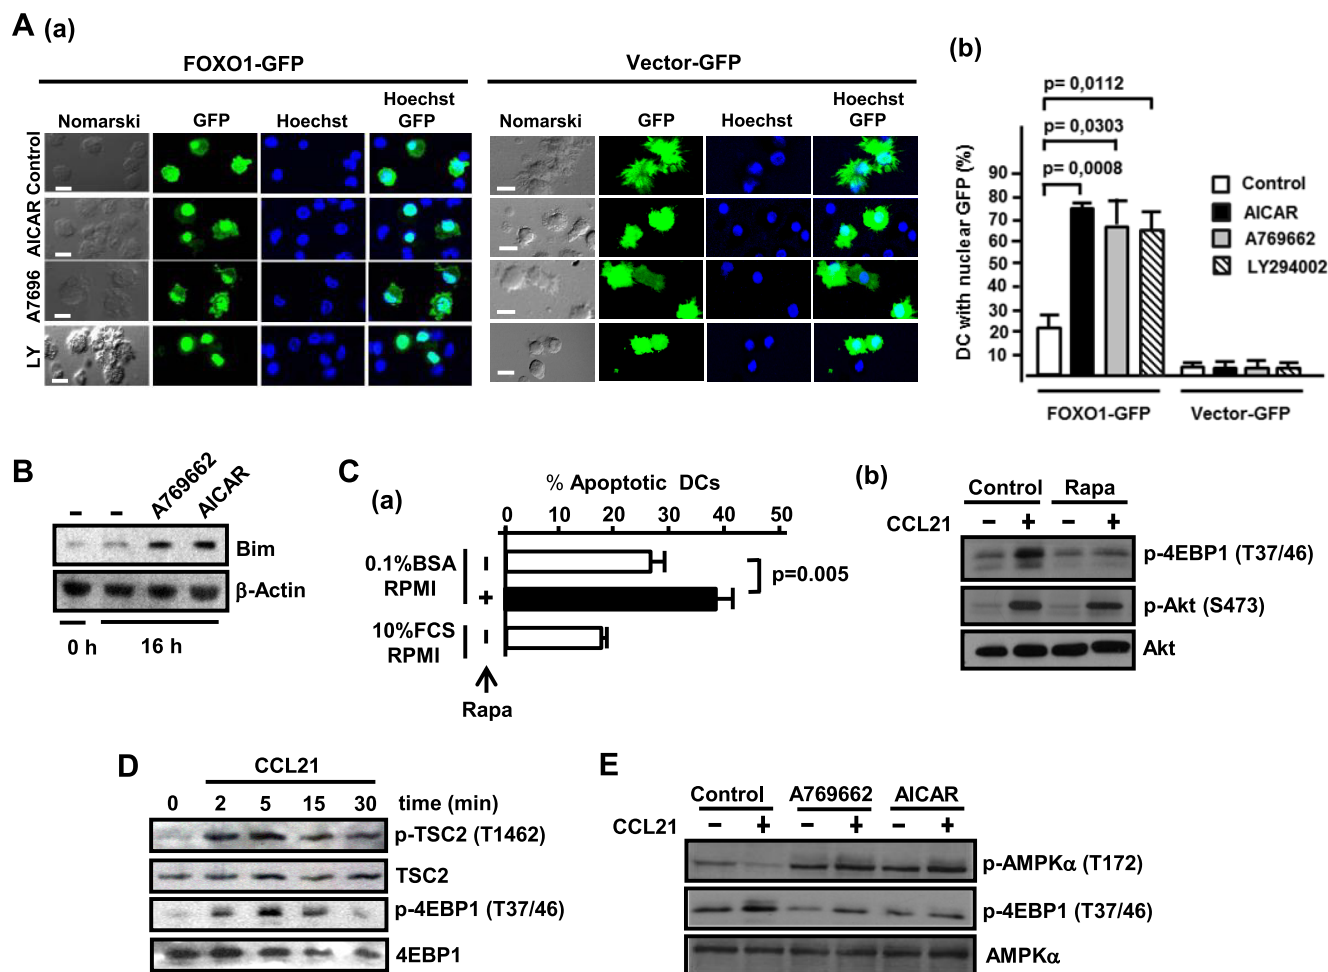 A (a)
FOXO1-GFP
Vector-GFP
Nomarski GFP Hoechst Hoechst GFP
Nomarski GFP Hoechst Hoechst GFP
Control
AICAR
A7696
LY
(b)
p= 0,0112
p= 0,0303
p= 0,0008
DC with nuclear GFP (%)
90
80
70
60
50
40
30
20
10
Control
AICAR
A769662
LY294002
FOXO1-GFP Vector-GFP
B
– – A769662 AICAR
Bim
β-Actin
0 h 16 h
C
(a)
% Apoptotic DCs
0 10 20 30 40 50
0.1%BSA
RPMI
–
+
p=0.005
10%FCS
RPMI
–
Rapa
(b)
Control Rapa
CCL21 – + – +
p-4EBP1 (T37/46)
p-Akt (S473)
Akt
D
CCL21
0 2 5 15 30 time (min)
p-TSC2 (T1462)
TSC2
p-4EBP1 (T37/46)
4EBP1
E
Control A769662 AICAR
CCL21 – + – + – +
p-AMPKα (T172)
p-4EBP1 (T37/46)
AMPKα